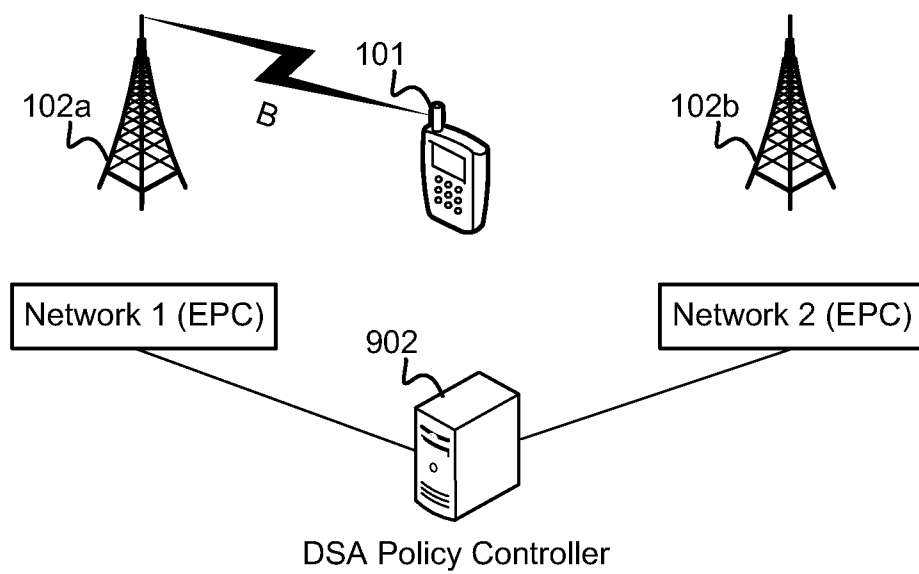 101
102a
B
102b
Network 1 (EPC)
Network 2 (EPC)
902
DSA Policy Controller